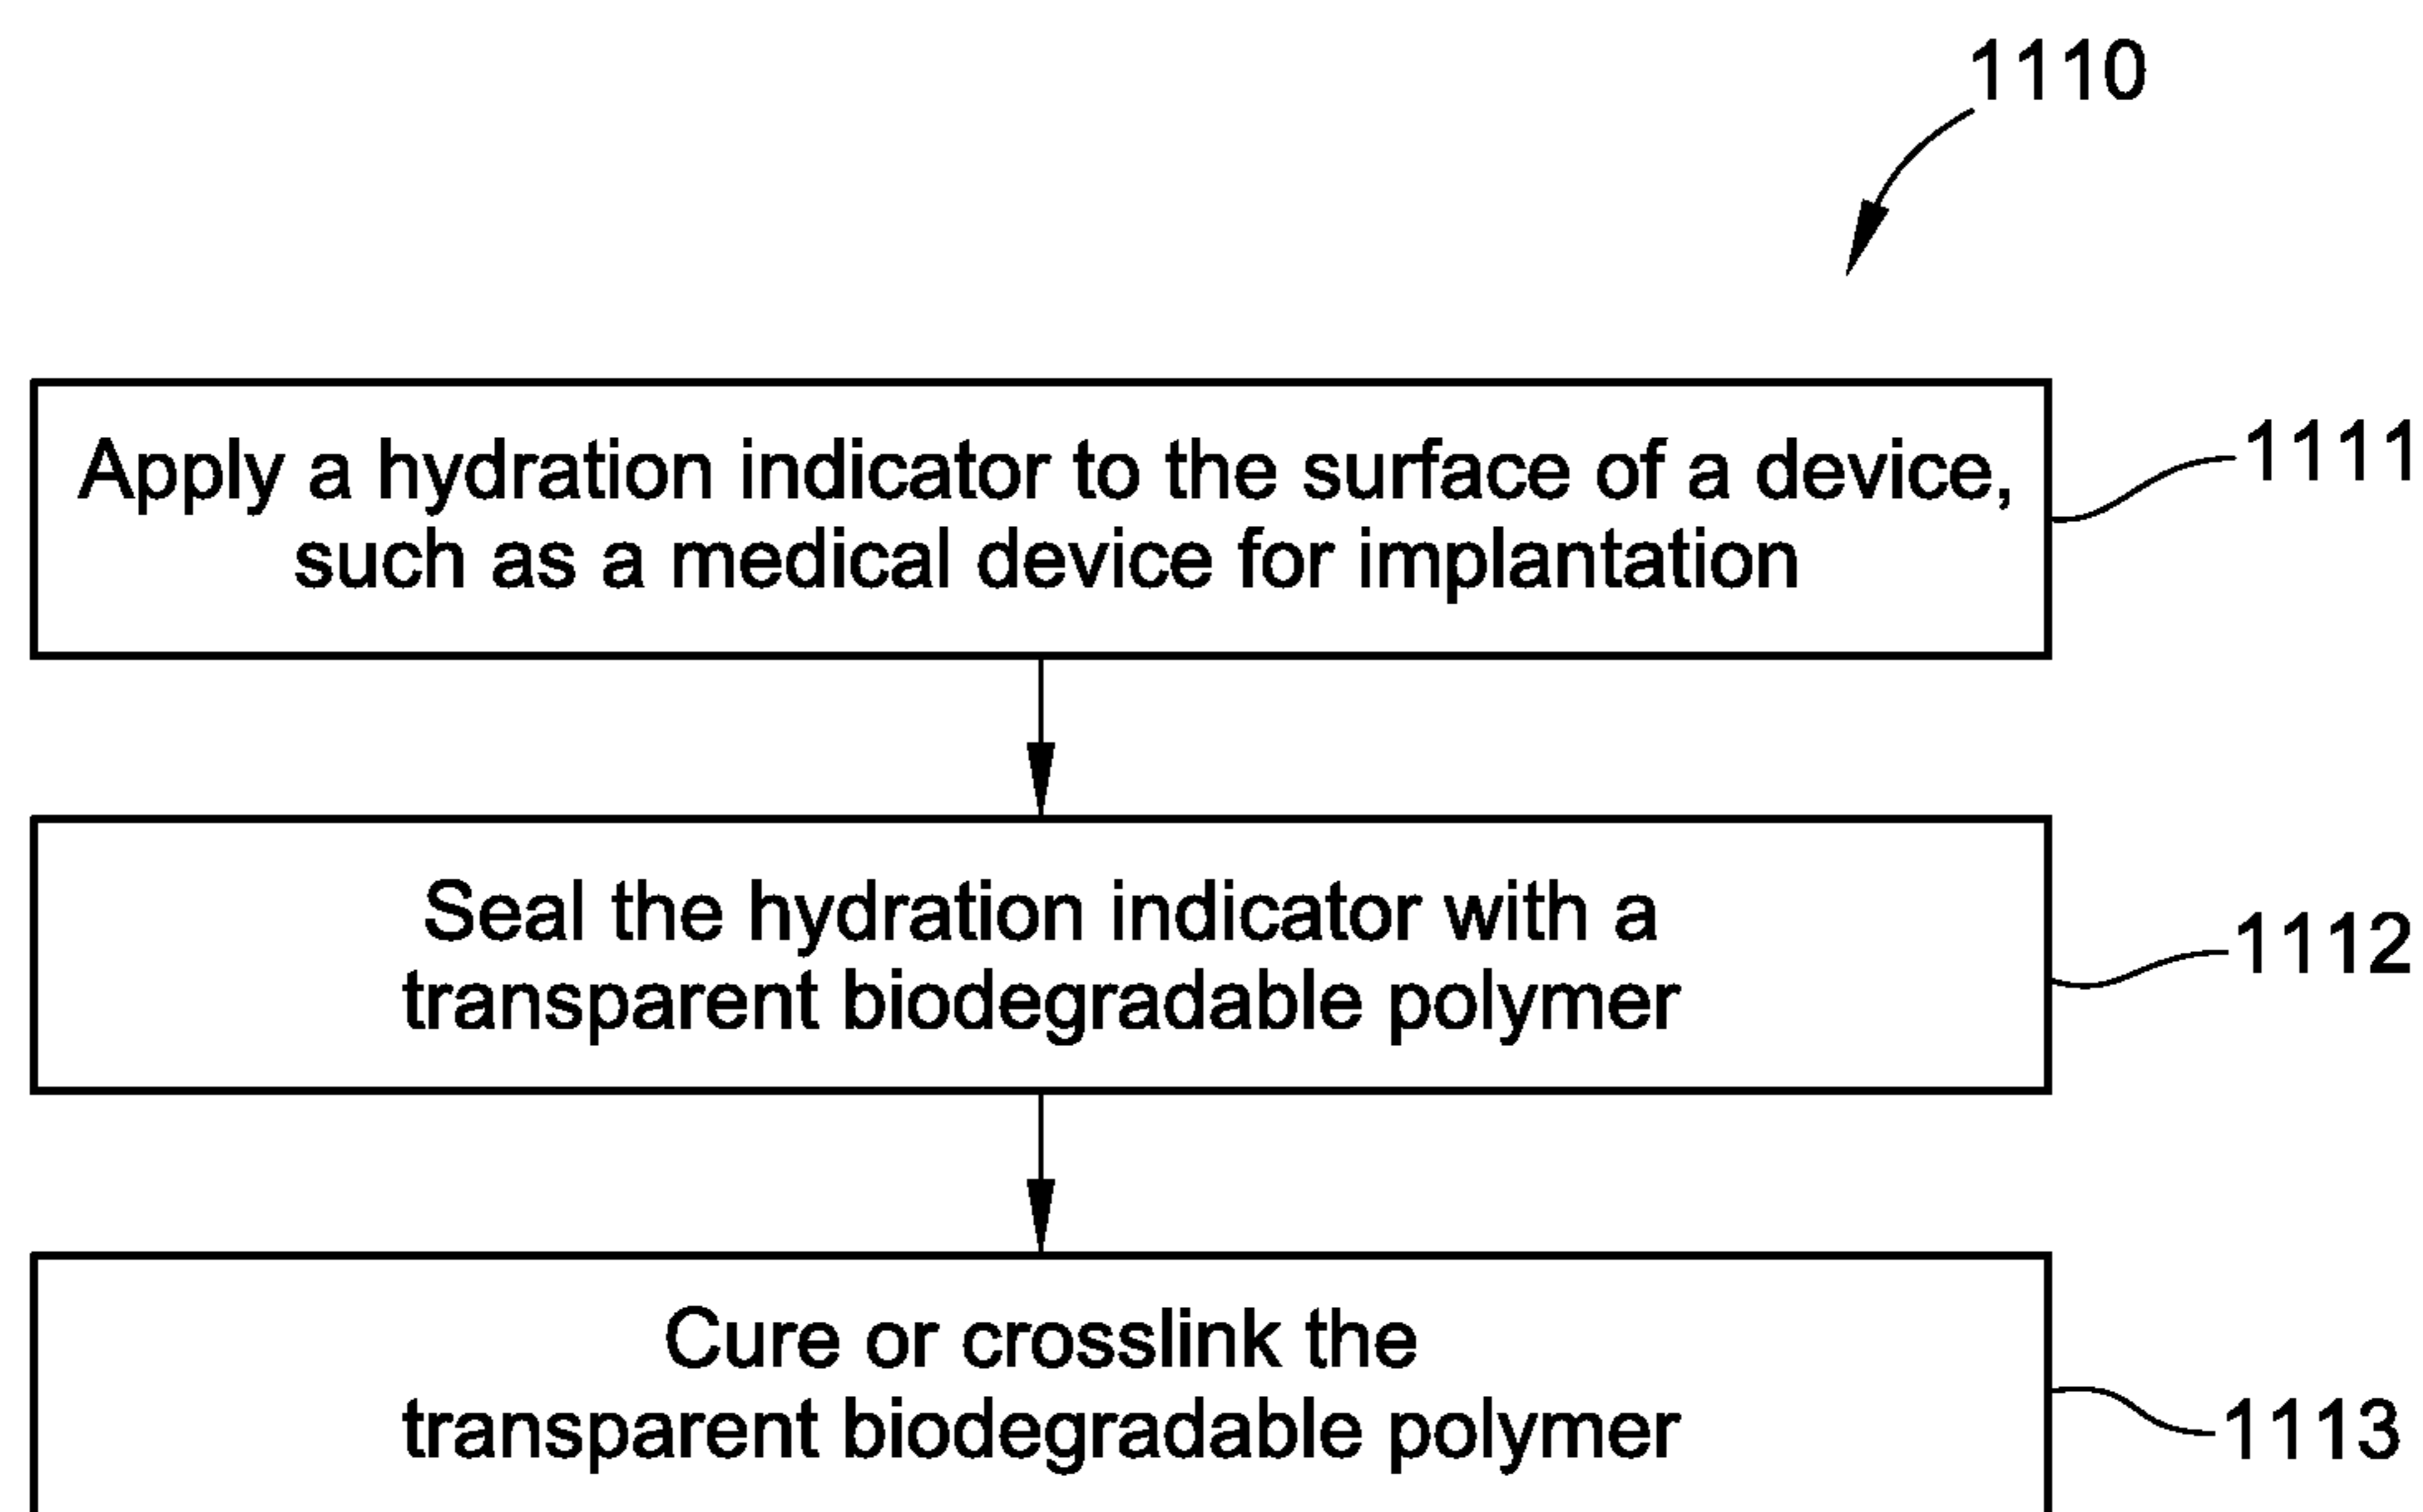 1110
Apply a hydration indicator to the surface of a device,
such as a medical device for implantation
1111
Seal the hydration indicator with a
transparent biodegradable polymer
1112
Cure or crosslink the
transparent biodegradable polymer
1113